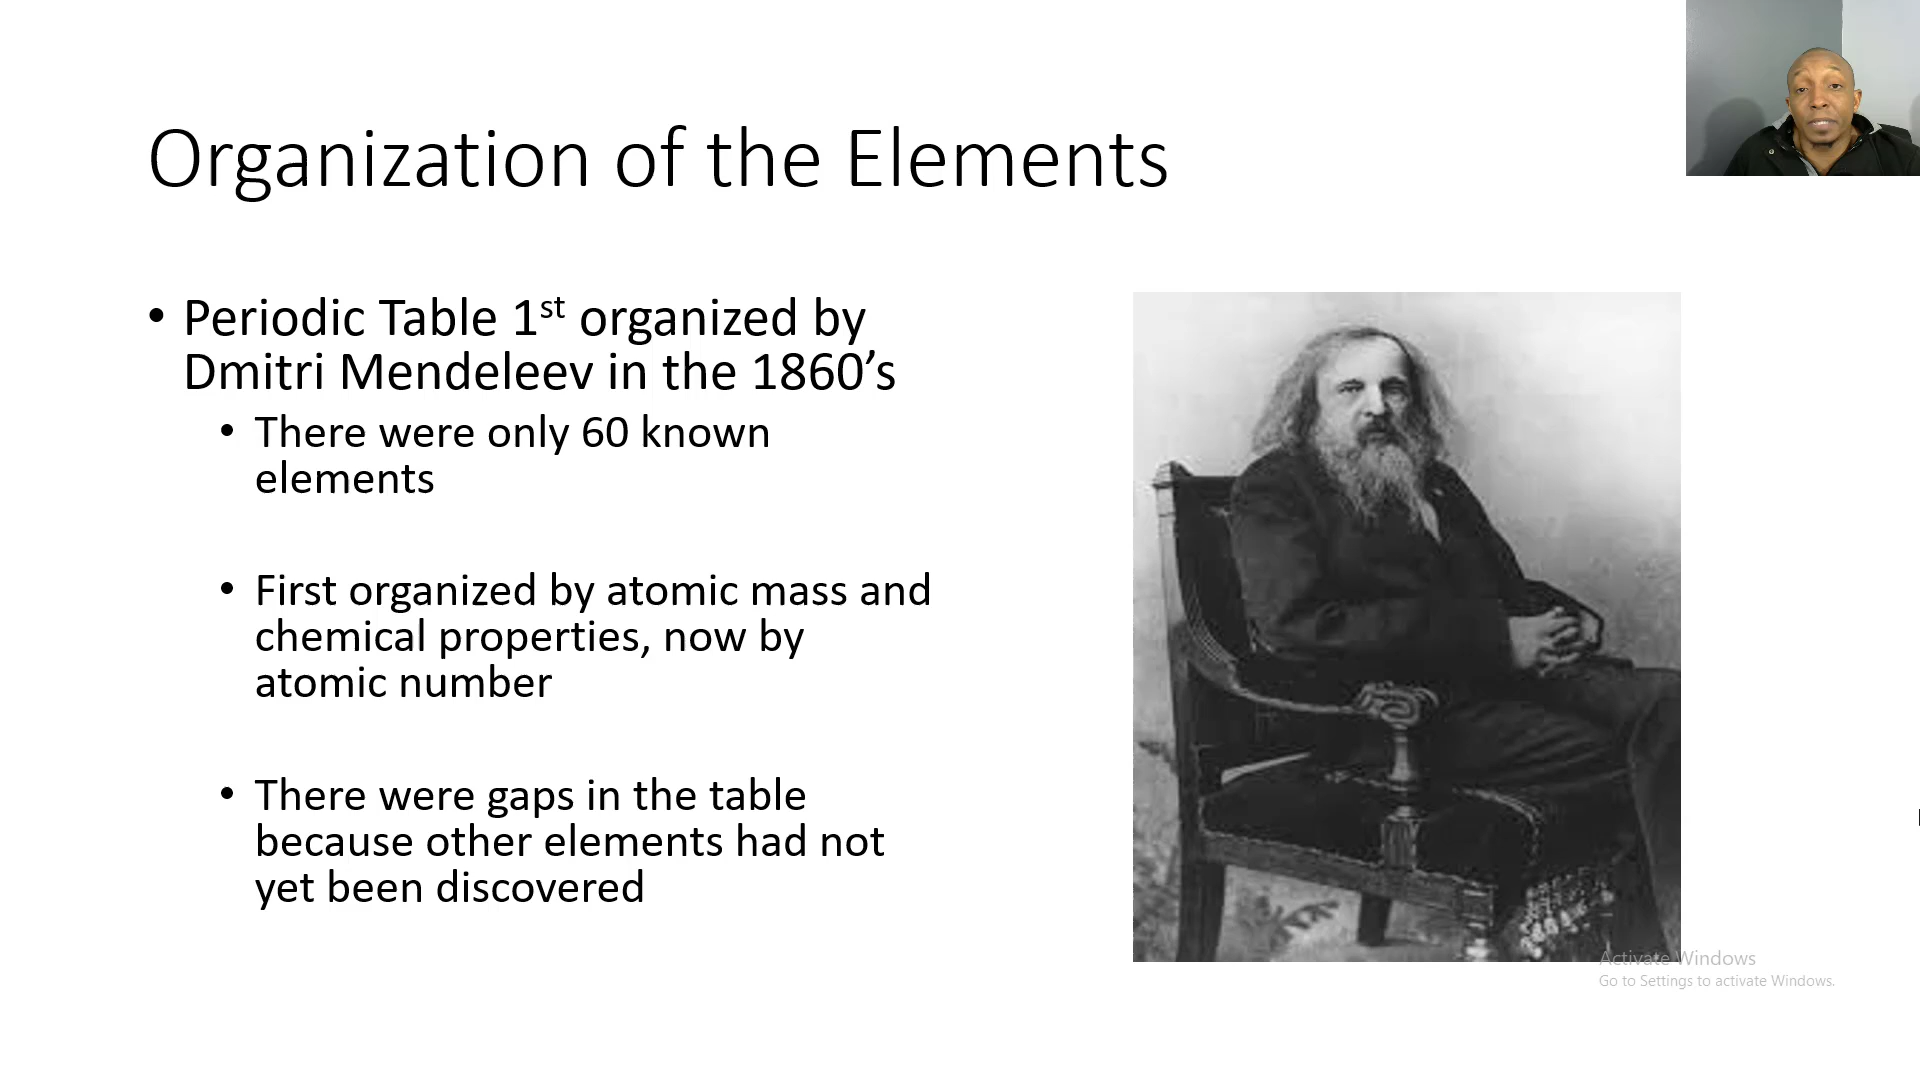 Organization of the Elements
• Periodic Table 1st organized by
Dmitri Mendeleev in the 1860’s
• There were only 60 known
elements
• First organized by atomic mass and
chemical properties, now by
atomic number
• There were gaps in the table
because other elements had not
yet been discovered
Activate Windows
Go to Settings to activate Windows.